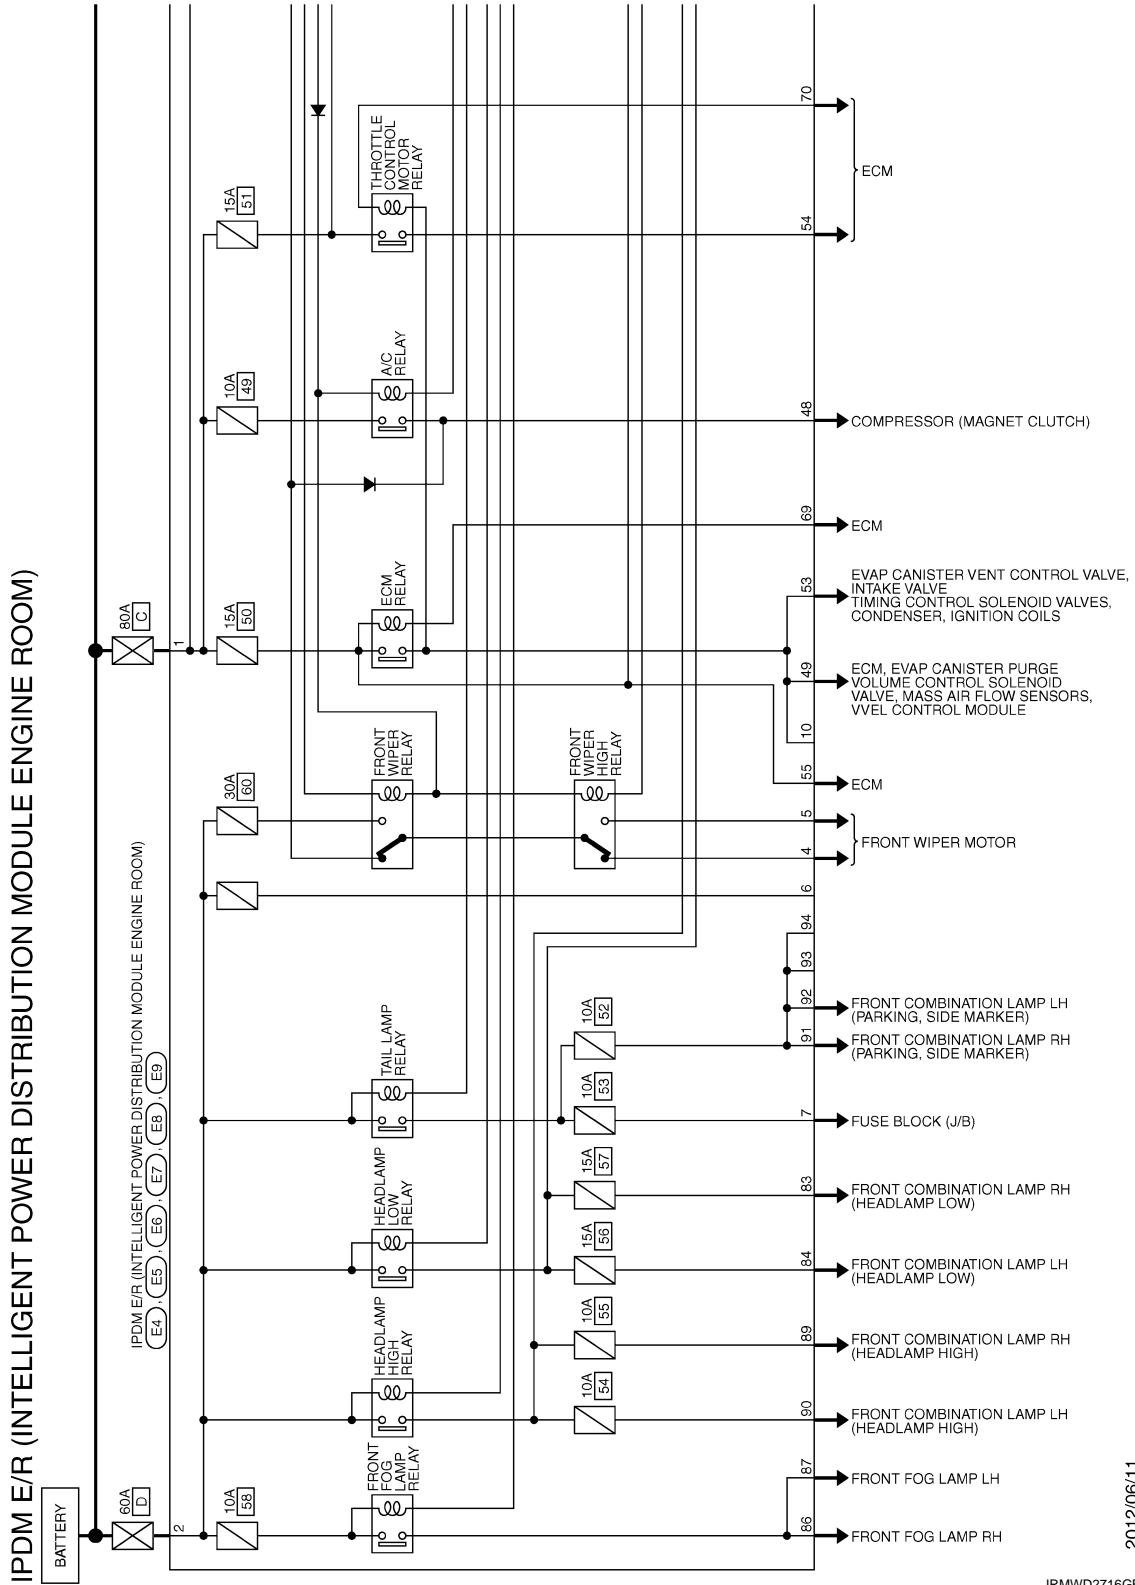 IPDM E/R (INTELLIGENT POWER DISTRIBUTION MODULE ENGINE ROOM)
BATTERY
60A
D
2
80A
C
1
IPDM E/R (INTELLIGENT POWER DISTRIBUTION MODULE ENGINE ROOM)
E4 , E5 , E6 , E7 , E8 , E9
15A
51
THROTTLE
CONTROL
MOTOR
RELAY
70
54
ECM
10A
49
A/C
RELAY
48
COMPRESSOR (MAGNET CLUTCH)
69
ECM
15A
50
ECM
RELAY
53
EVAP CANISTER VENT CONTROL VALVE,
INTAKE VALVE
TIMING CONTROL SOLENOID VALVES,
CONDENSER, IGNITION COILS
49
ECM, EVAP CANISTER PURGE
VOLUME CONTROL SOLENOID
VALVE, MASS AIR FLOW SENSORS,
VVEL CONTROL MODULE
10
55
ECM
30A
60
FRONT
WIPER
RELAY
FRONT
WIPER
HIGH
RELAY
5
4
FRONT WIPER MOTOR
6
94
93
92
FRONT COMBINATION LAMP LH
(PARKING, SIDE MARKER)
91
FRONT COMBINATION LAMP RH
(PARKING, SIDE MARKER)
10A
52
TAIL LAMP
RELAY
10A
53
7
FUSE BLOCK (J/B)
15A
57
83
FRONT COMBINATION LAMP RH
(HEADLAMP LOW)
HEADLAMP
LOW
RELAY
15A
56
84
FRONT COMBINATION LAMP LH
(HEADLAMP LOW)
10A
55
89
FRONT COMBINATION LAMP RH
(HEADLAMP HIGH)
HEADLAMP
HIGH
RELAY
10A
54
90
FRONT COMBINATION LAMP LH
(HEADLAMP HIGH)
87
FRONT FOG LAMP LH
10A
58
FRONT
FOG
LAMP
RELAY
86
FRONT FOG LAMP RH
2012/06/11